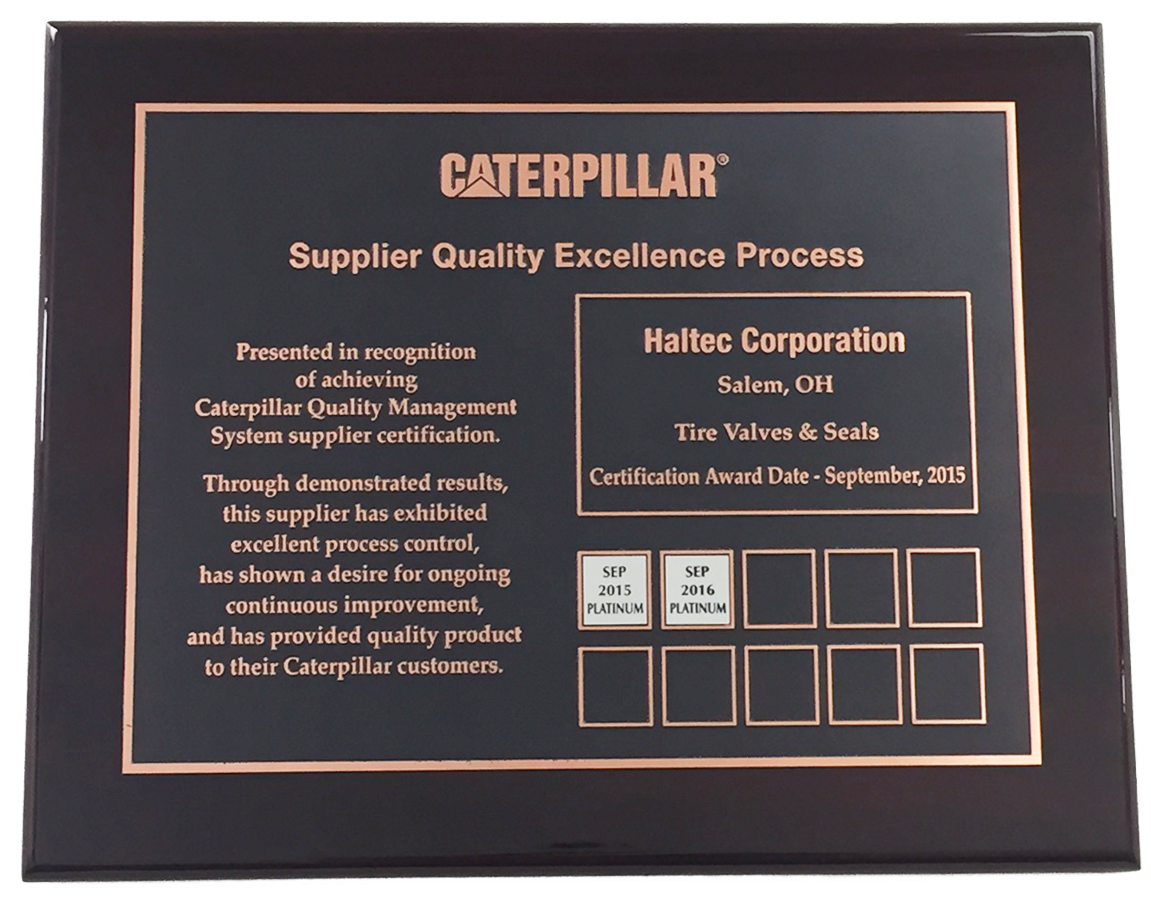 CATERPILLAR®
Supplier Quality Excellence Process
Presented in recognition
of achieving
Caterpillar Quality Management
System supplier certification.
Through demonstrated results,
this supplier has exhibited
excellent process control,
has shown a desire for ongoing
continuous improvement,
and has provided quality product
to their Caterpillar customers.
Haltec Corporation
Salem, OH
Tire Valves & Seals
Certification Award Date - September, 2015
SEP
2015
PLATINUM
SEP
2016
PLATINUM